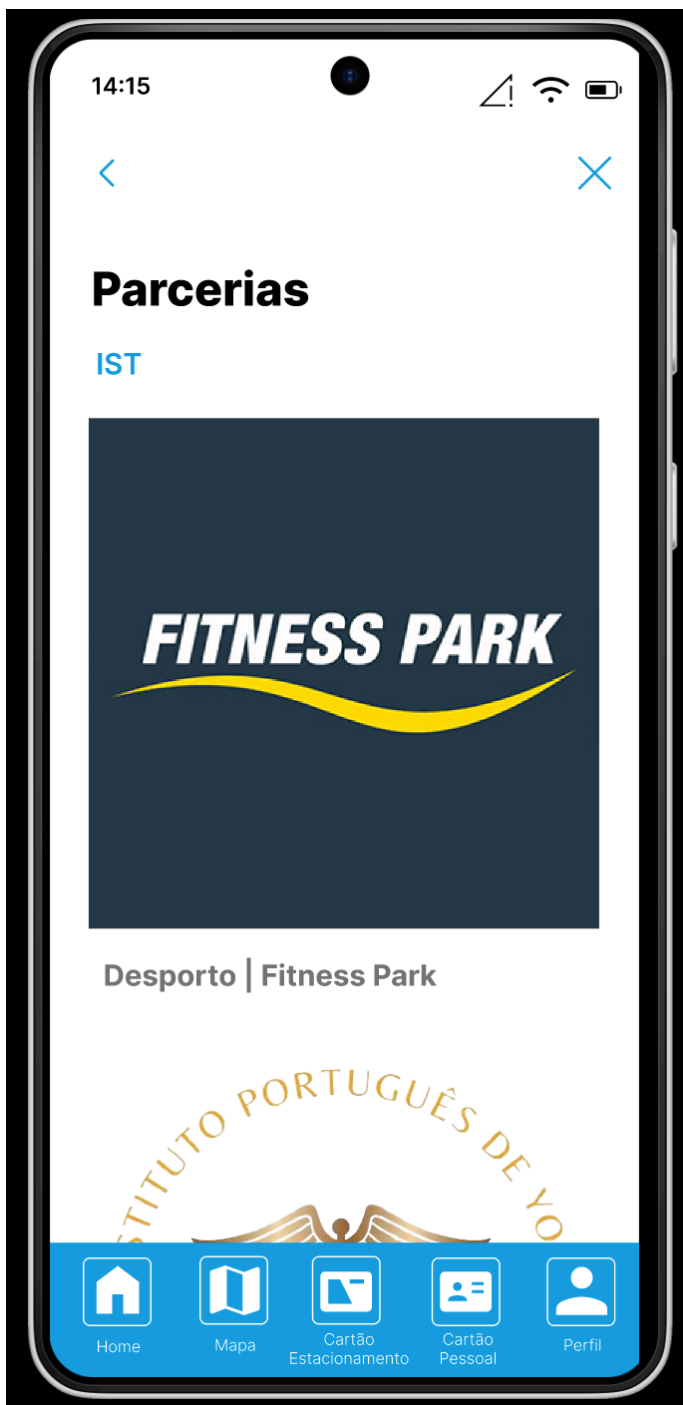 14:15
Parcerias
IST
FITNESS PARK
Desporto | Fitness Park
STITUTO PORTUGUÊS DE YO
Home
Mapa
Cartão
Estacionamento
Cartão
Pessoal
Perfil